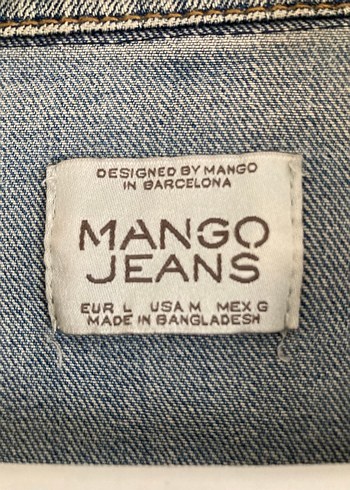 DESIGNED BY MANGO
IN BARCELONA
MANGO
JEANS
EUR L USA M MEX G
MADE IN BANGLADESH